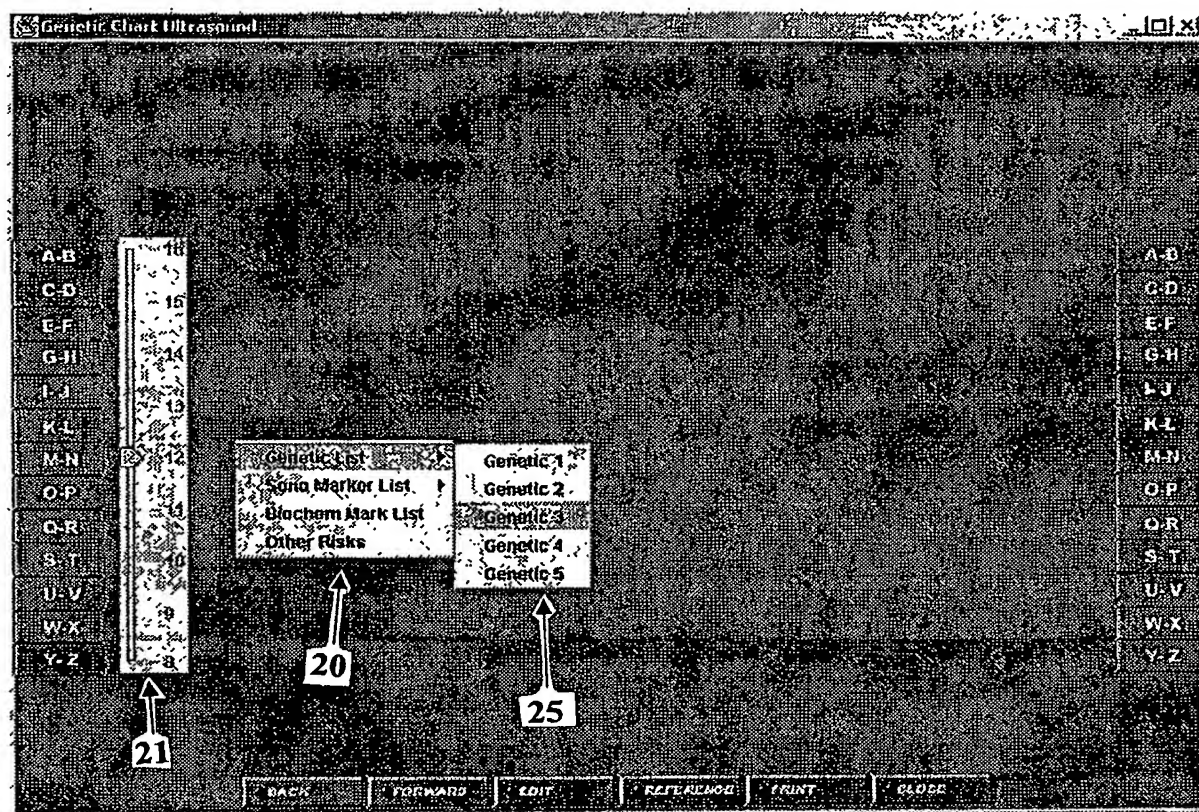 Genetic Chart Ultrasound
A-B
C-D
E-F
G-H
I-J
K-L
M-N
O-P
Q-R
S-T
U-V
W-X
Y-Z
16
15
14
13
12
11
10
9
8
Genetic List
Sono Marker List
Biochem Mark List
Other Risks
Genetic 1
Genetic 2
Genetic 3
Genetic 4
Genetic 5
A-B
C-D
E-F
G-H
I-J
K-L
M-N
O-P
Q-R
S-T
U-V
W-X
Y-Z
20
25
21
BACK FORWARD EDIT REFERENCE PRINT CLOSE